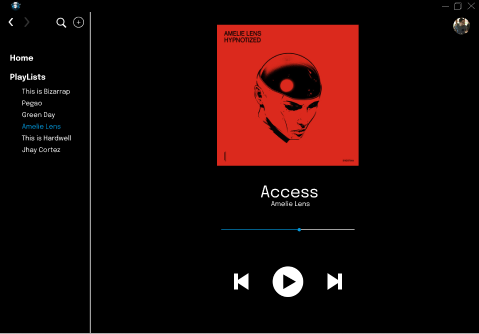 Home
PlayLists
This is Bizarrap
Pegao
Green Day
Amelie Lens
This is Hardwell
Jhay Cortez
AMELIE LENS
HYPNOTIZED
Access
Amelie Lens